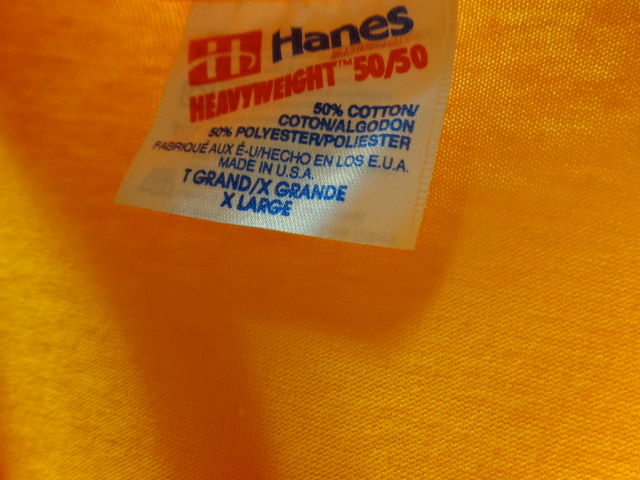 Hanes
HEAVYWEIGHT™ 50/50
50% COTTON/
COTON/ALGODON
50% POLYESTER/POLIESTER
FABRIQUÉ AUX É-U/HECHO EN LOS E.U.A.
MADE IN U.S.A.
T GRAND/X GRANDE
X LARGE